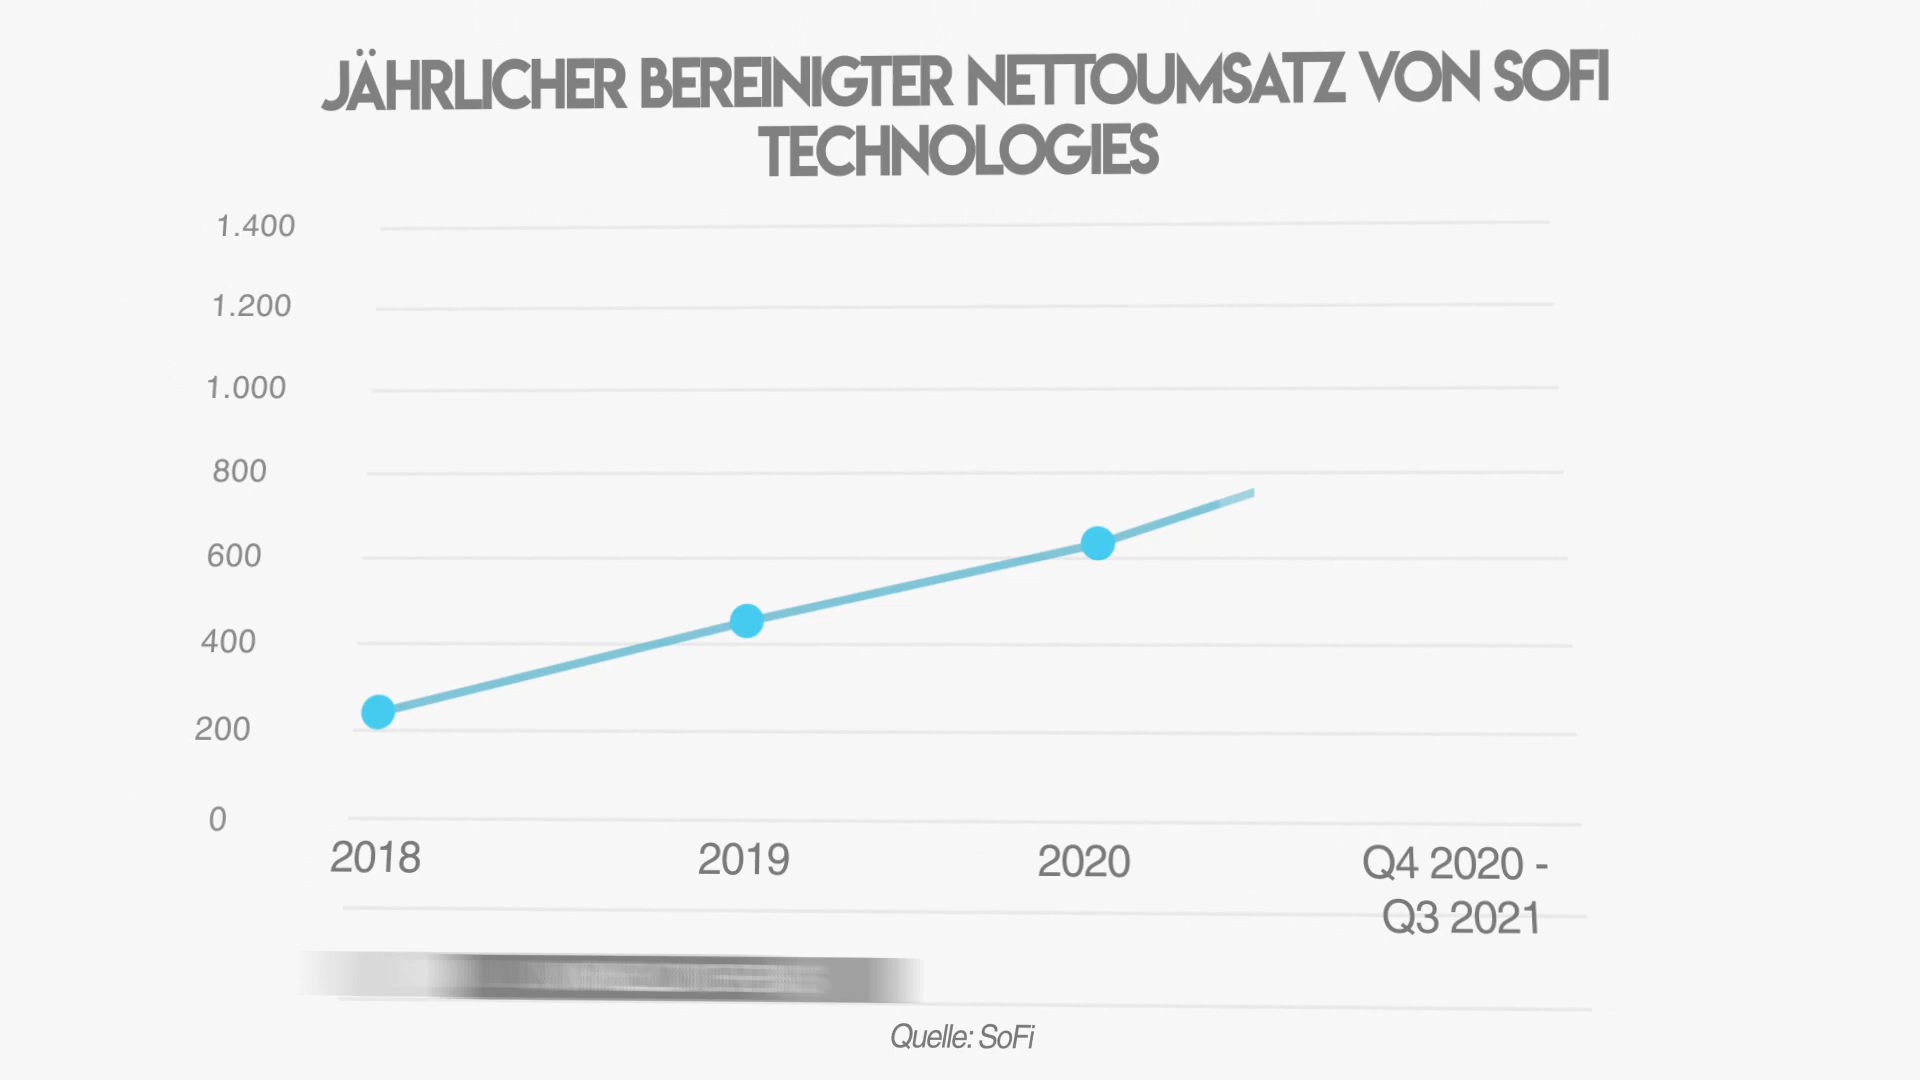 JÄHRLICHER BEREINIGTER NETTOUMSATZ VON SOFI
TECHNOLOGIES
1.400
1.200
1.000
800
600
400
200
0
2018
2019
2020
Q4 2020 -
Q3 2021
Quelle: SoFi